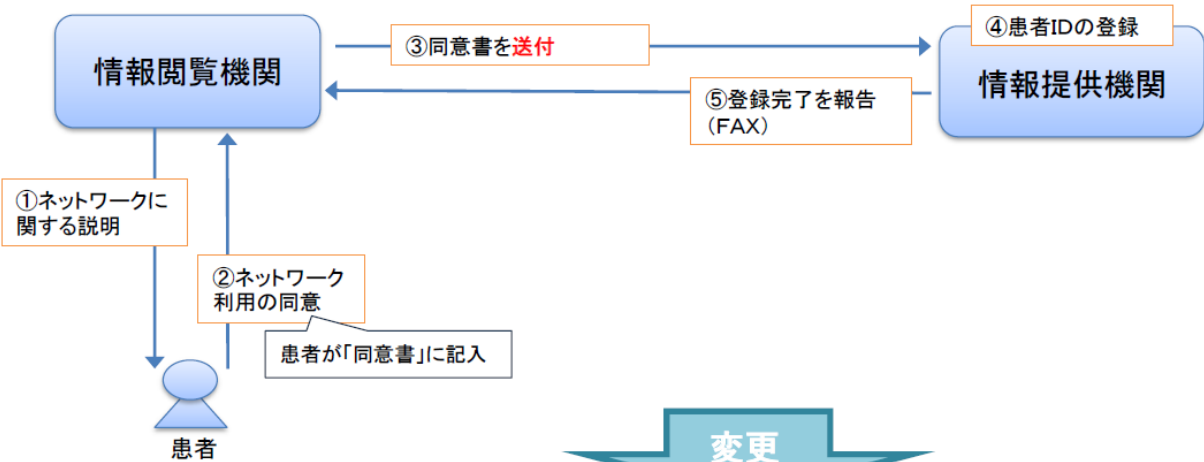 情報閲覧機関
③同意書を送付
④患者IDの登録
情報提供機関
⑤登録完了を報告
(FAX)
①ネットワークに
関する説明
②ネットワーク
利用の同意
患者が「同意書」に記入
患者
変更